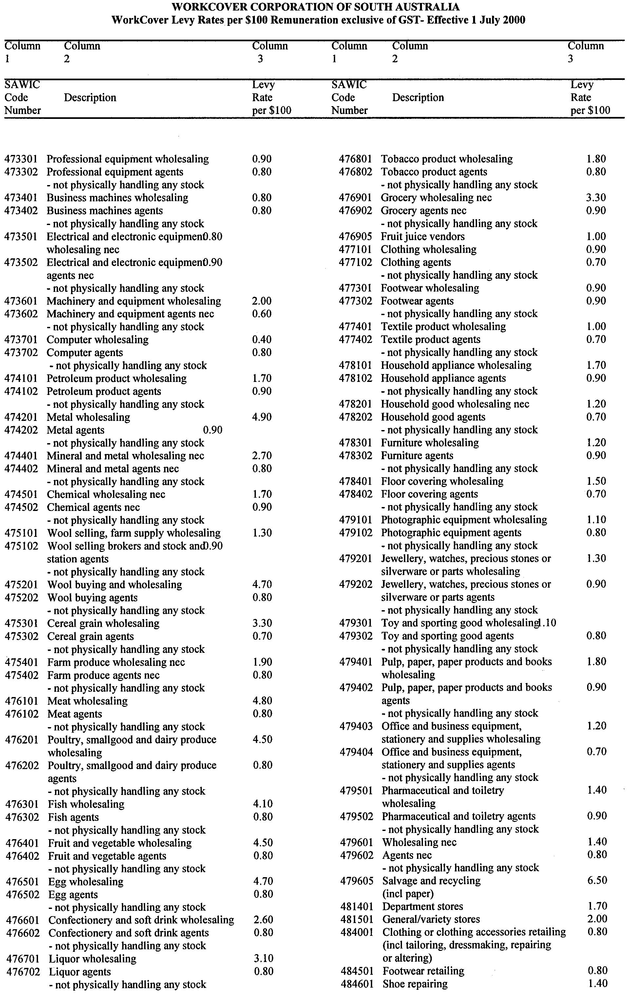 WORKCOVER CORPORATION OF SOUTH AUSTRALIA
WorkCover Levy Rates per $100 Remuneration exclusive of GST- Effective 1 July 2000
Column Column Column Column Column Column
1 2 3 1 2 3
SAWIC Levy SAWIC Levy
Code Description Rate Code Description Rate
Number per $100 Number per $100
473301 Professional equipment wholesaling 0.90
473302 Professional equipment agents 0.80
- not physically handling any stock
473401 Business machines wholesaling 0.80
473402 Business machines agents 0.80
- not physically handling any stock
473501 Electrical and electronic equipment0.80
wholesaling nec
473502 Electrical and electronic equipment0.90
agents nec
- not physically handling any stock
473601 Machinery and equipment wholesaling 2.00
473602 Machinery and equipment agents nec 0.60
- not physically handling any stock
473701 Computer wholesaling 0.40
473702 Computer agents 0.80
- not physically handling any stock
474101 Petroleum product wholesaling 1.70
474102 Petroleum product agents 0.90
- not physically handling any stock
474201 Metal wholesaling 4.90
474202 Metal agents 0.90
- not physically handling any stock
474401 Mineral and metal wholesaling nec 2.70
474402 Mineral and metal agents nec 0.80
- not physically handling any stock
474501 Chemical wholesaling nec 1.70
474502 Chemical agents nec 0.90
- not physically handling any stock
475101 Wool selling, farm supply wholesaling 1.30
475102 Wool selling brokers and stock and0.90
station agents
- not physically handling any stock
475201 Wool buying and wholesaling 4.70
475202 Wool buying agents 0.80
- not physically handling any stock
475301 Cereal grain wholesaling 3.30
475302 Cereal grain agents 0.70
- not physically handling any stock
475401 Farm produce wholesaling nec 1.90
475402 Farm produce agents nec 0.80
- not physically handling any stock
476101 Meat wholesaling 4.80
476102 Meat agents 0.80
- not physically handling any stock
476201 Poultry, smallgood and dairy produce 4.50
wholesaling
476202 Poultry, smallgood and dairy produce 0.80
agents
- not physically handling any stock
476301 Fish wholesaling 4.10
476302 Fish agents 0.80
- not physically handling any stock
476401 Fruit and vegetable wholesaling 4.50
476402 Fruit and vegetable agents 0.80
- not physically handling any stock
476501 Egg wholesaling 4.70
476502 Egg agents 0.80
- not physically handling any stock
476601 Confectionery and soft drink wholesaling 2.60
476602 Confectionery and soft drink agents 0.80
- not physically handling any stock
476701 Liquor wholesaling 3.10
476702 Liquor agents 0.80
- not physically handling any stock
476801 Tobacco product wholesaling 1.80
476802 Tobacco product agents 0.80
- not physically handling any stock
476901 Grocery wholesaling nec 3.30
476902 Grocery agents nec 0.90
- not physically handling any stock
476905 Fruit juice vendors 1.00
477101 Clothing wholesaling 0.90
477102 Clothing agents 0.70
- not physically handling any stock
477301 Footwear wholesaling 0.90
477302 Footwear agents 0.90
- not physically handling any stock
477401 Textile product wholesaling 1.00
477402 Textile product agents 0.70
- not physically handling any stock
478101 Household appliance wholesaling 1.70
478102 Household appliance agents 0.90
- not physically handling any stock
478201 Household good wholesaling nec 1.20
478202 Household good agents 0.70
- not physically handling any stock
478301 Furniture wholesaling 1.20
478302 Furniture agents 0.90
- not physically handling any stock
478401 Floor covering wholesaling 1.50
478402 Floor covering agents 0.70
- not physically handling any stock
479101 Photographic equipment wholesaling 1.10
479102 Photographic equipment agents 0.80
- not physically handling any stock
479201 Jewellery, watches, precious stones or 1.30
silverware or parts wholesaling
479202 Jewellery, watches, precious stones or 0.90
silverware or parts agents
- not physically handling any stock
479301 Toy and sporting good wholesaling1.10
479302 Toy and sporting good agents 0.80
- not physically handling any stock
479401 Pulp, paper, paper products and books 1.80
wholesaling
479402 Pulp, paper, paper products and books 0.90
agents
- not physically handling any stock
479403 Office and business equipment, 1.20
stationery and supplies wholesaling
479404 Office and business equipment, 0.70
stationery and supplies agents
- not physically handling any stock
479501 Pharmaceutical and toiletry 1.40
wholesaling
479502 Pharmaceutical and toiletry agents 0.90
- not physically handling any stock
479601 Wholesaling nec 1.40
479602 Agents nec 0.80
- not physically handling any stock
479605 Salvage and recycling 6.50
(incl paper)
481401 Department stores 1.70
481501 General/variety stores 2.00
484001 Clothing or clothing accessories retailing 0.80
(incl tailoring, dressmaking, repairing
or altering)
484501 Footwear retailing 0.80
484601 Shoe repairing 1.40